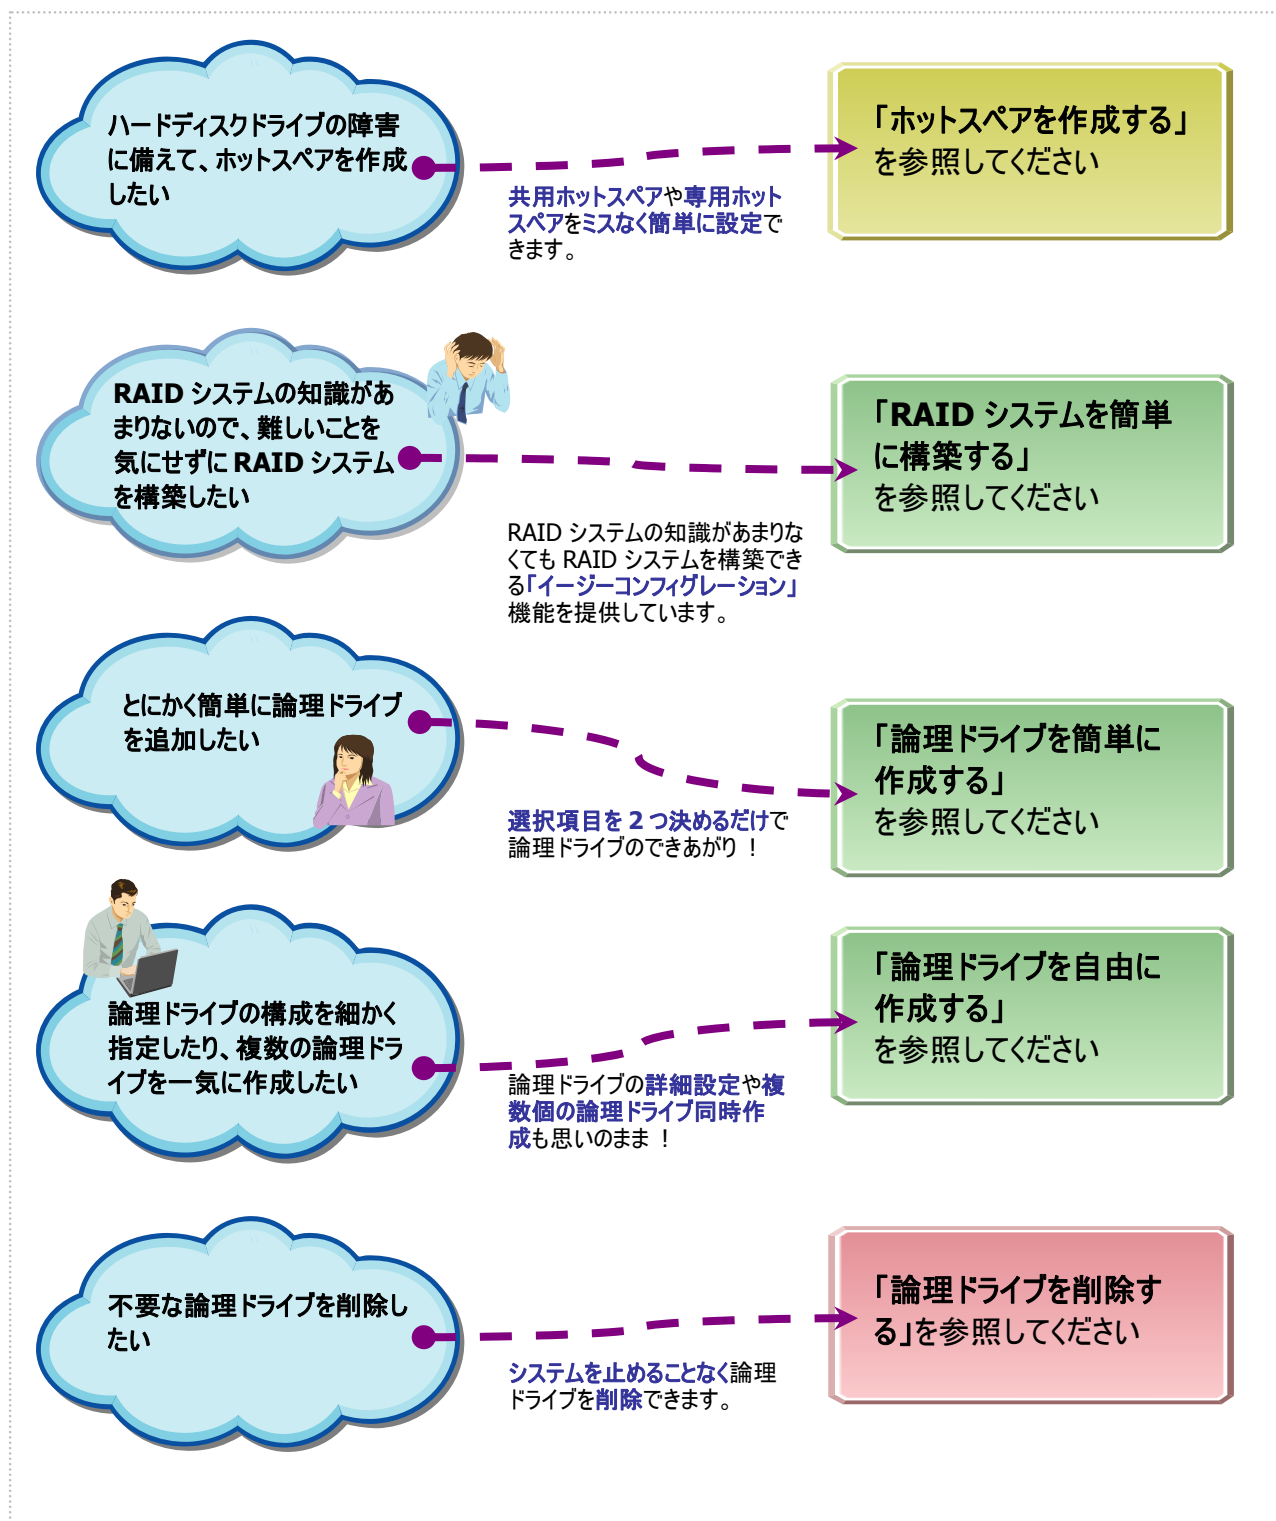 ハードディスクドライブの障害
に備えて、ホットスペアを作成
したい
共用ホットスペアや専用ホット
スペアをミスなく簡単に設定で
きます。
「ホットスペアを作成する」
を参照してください
RAID システムの知識があ
まりないので、難しいことを
気にせずに RAID システム
を構築したい
RAID システムの知識があまりな
くても RAID システムを構築でき
る「イージーコンフィグレーション」
機能を提供しています。
「RAID システムを簡単
に構築する」
を参照してください
とにかく簡単に論理ドライブ
を追加したい
選択項目を 2 つ決めるだけで
論理ドライブのできあがり！
「論理ドライブを簡単に
作成する」
を参照してください
論理ドライブの構成を細かく
指定したり、複数の論理ドラ
イブを一気に作成したい
論理ドライブの詳細設定や複
数個の論理ドライブ同時作
成も思いのまま！
「論理ドライブを自由に
作成する」
を参照してください
不要な論理ドライブを削除し
たい
システムを止めることなく論理
ドライブを削除できます。
「論理ドライブを削除す
る」を参照してください